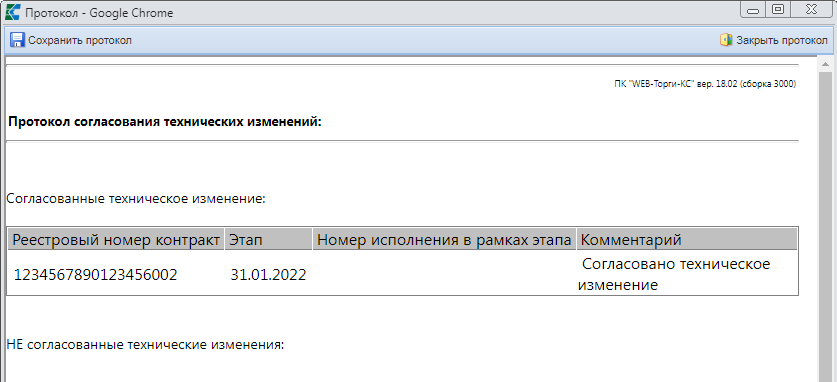 Протокол - Google Chrome
Сохранить протокол
Закрыть протокол
ПК "WEB-Торги-КС" вер. 18.02 (сборка 3000)
Протокол согласования технических изменений:
Согласованные техническое изменение:
Реестровый номер контракт Этап Номер исполнения в рамках этапа Комментарий
1234567890123456002 31.01.2022 Согласовано техническое
изменение
НЕ согласованные технические изменения: